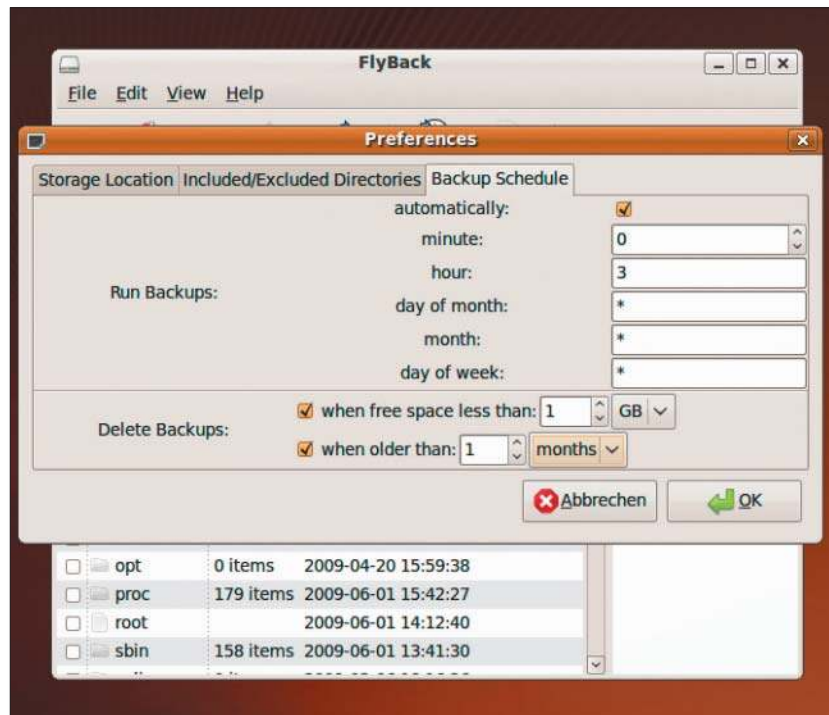 FlyBack
File Edit View Help
Preferences
Storage Location Included/Excluded Directories Backup Schedule
automatically:
Run Backups:
minute: 0
hour: 3
day of month: *
month: *
day of week: *
Delete Backups:
when free space less than: 1 GB
when older than: 1 months
Abbrechen OK
opt 0 items 2009-04-20 15:59:38
proc 179 items 2009-06-01 15:42:27
root 2009-06-01 14:12:40
sbin 158 items 2009-06-01 13:41:30